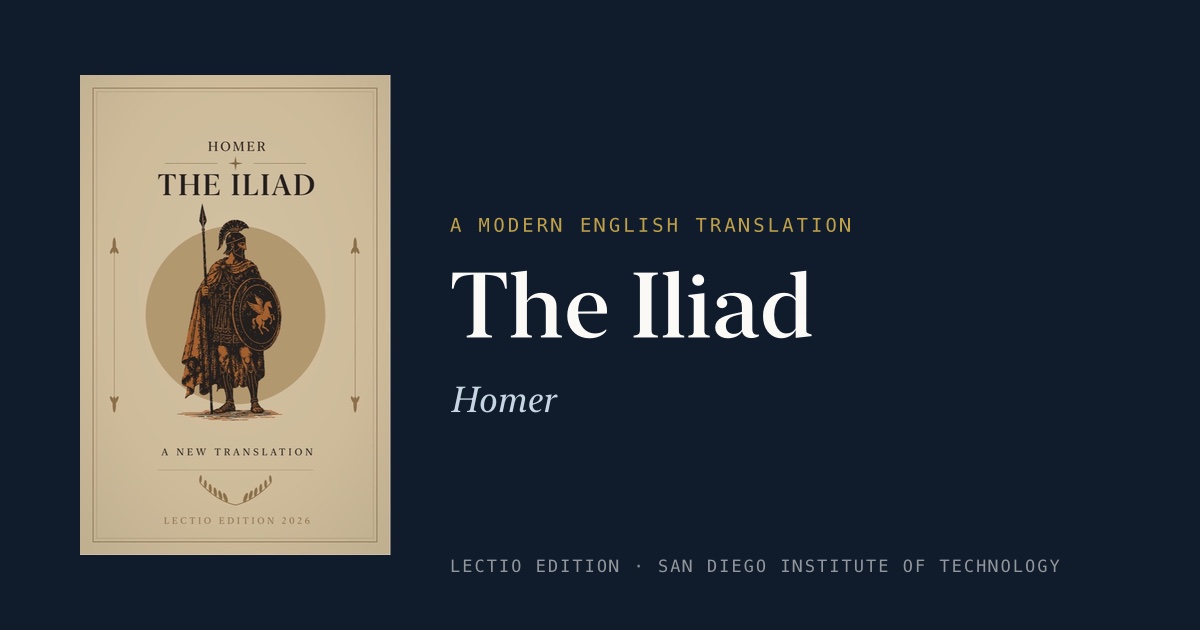 HOMER
THE ILIAD
A NEW TRANSLATION
LECTIO EDITION 2026
A MODERN ENGLISH TRANSLATION
The Iliad
Homer
LECTIO EDITION · SAN DIEGO INSTITUTE OF TECHNOLOGY